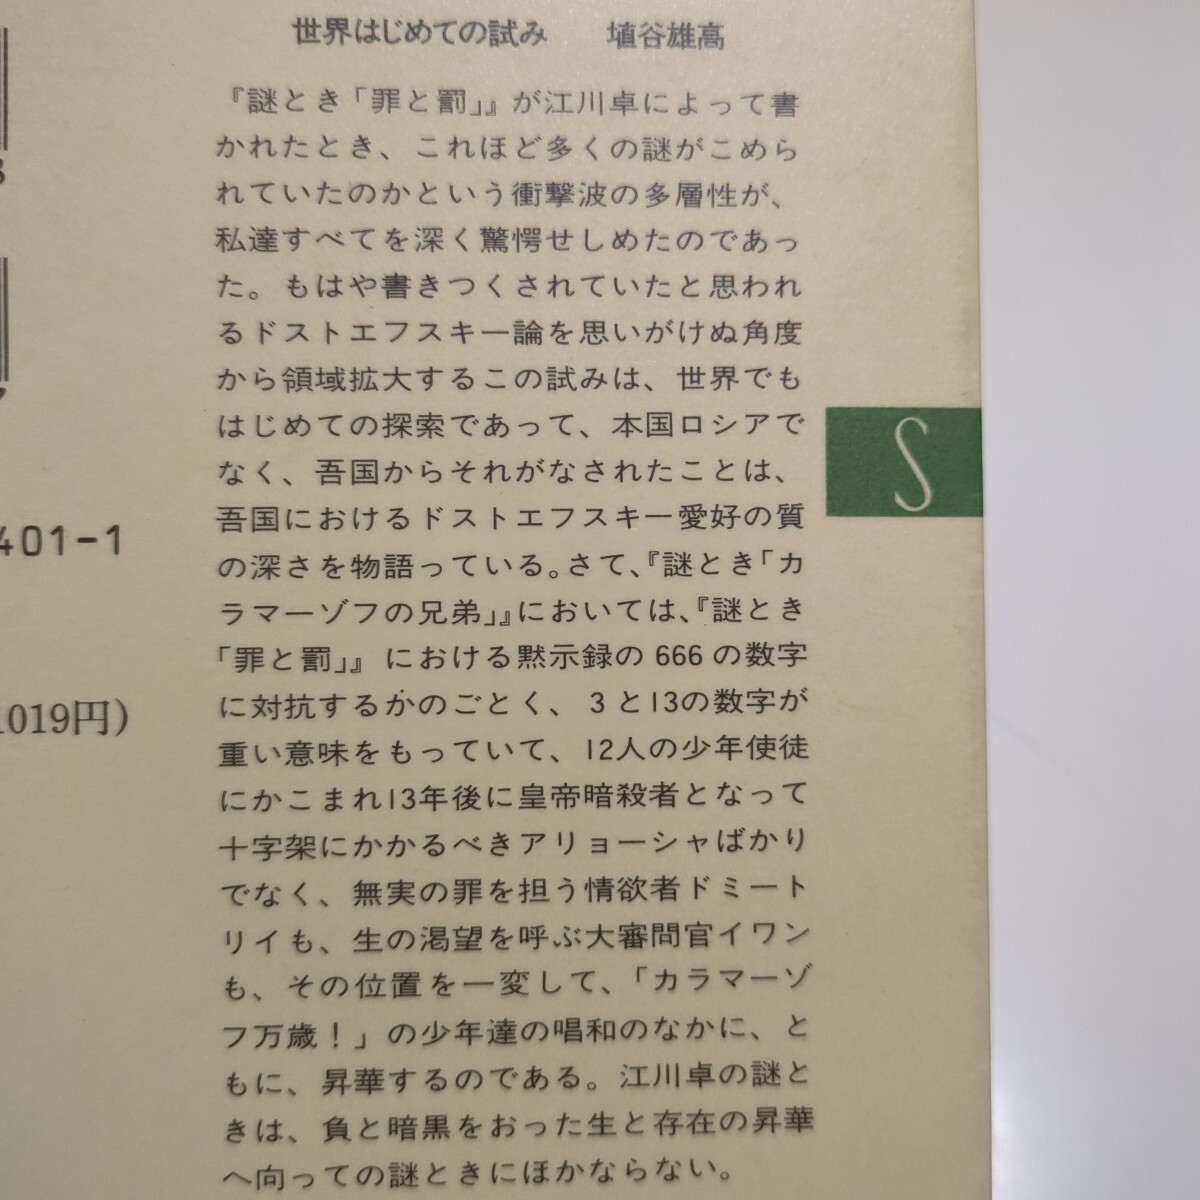 世界はじめての試み　　埴谷雄高
『謎とき「罪と罰」』が江川卓によって書
かれたとき、これほど多くの謎がこめら
れていたのかという衝撃波の多層性が、
私達すべてを深く驚愕せしめたのであっ
た。もはや書きつくされていたと思われ
るドストエフスキー論を思いがけぬ角度
から領域拡大するこの試みは、世界でも
はじめての探索であって、本国ロシアで
なく、吾国からそれがなされたことは、
吾国におけるドストエフスキー愛好の質
の深さを物語っている。さて、『謎とき「カ
ラマーゾフの兄弟」』においては、『謎とき
「罪と罰」』における黙示録の666の数字
に対抗するかのごとく、3と13の数字が
重い意味をもっていて、12人の少年使徒
にかこまれ13年後に皇帝暗殺者となって
十字架にかかるべきアリョーシャばかり
でなく、無実の罪を担う情欲者ドミート
リイも、生の渇望を呼ぶ大審問官イワン
も、その位置を一変して、「カラマーゾ
フ万歳！」の少年達の唱和のなかに、と
もに、昇華するのである。江川卓の謎と
きは、負と暗黒をおった生と存在の昇華
へ向っての謎ときにほかならない。
S
401-1
1019円)